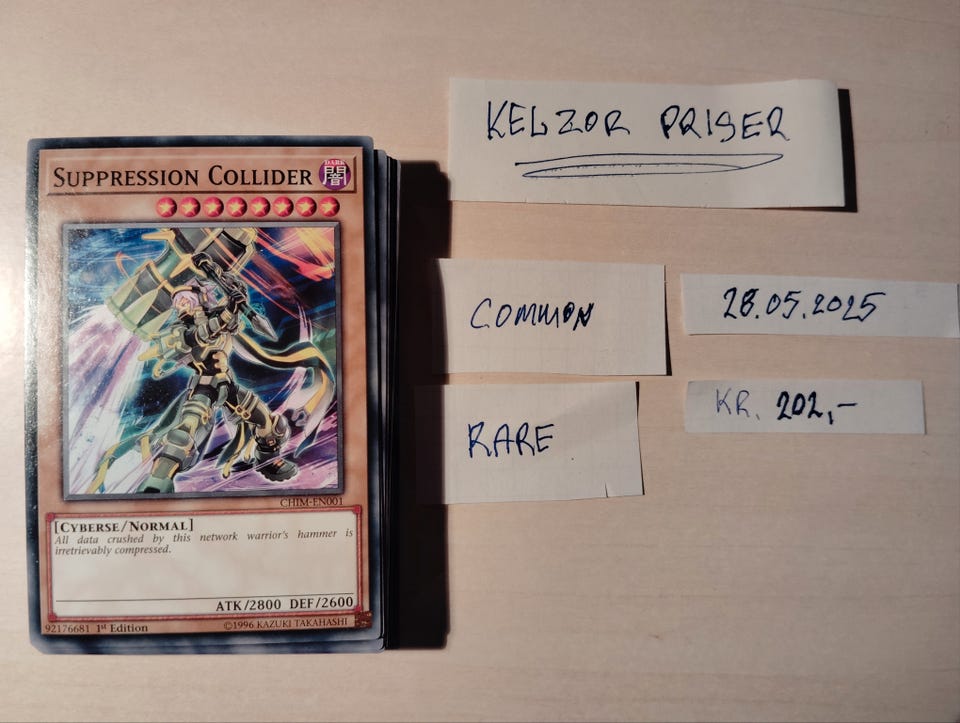 SUPPRESSION COLLIDER
DARK
闇
CHIM-EN001
[CYBERSE/NORMAL]
All data crushed by this network warrior's hammer is
irretrievably compressed.
ATK/2800 DEF/2600
92176681 1st Edition
©1996 KAZUKI TAKAHASHI
KELZOR PRISER
COMMON
28.05.2025
RARE
KR. 202,-